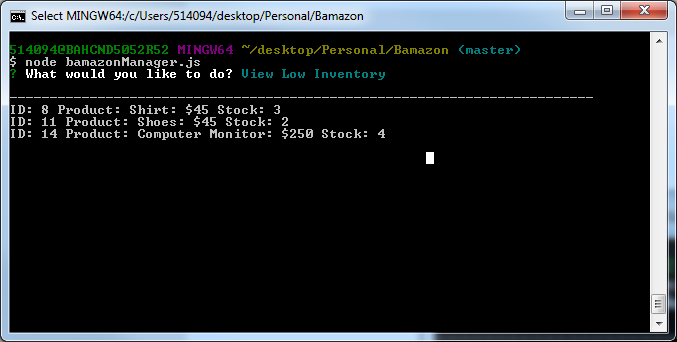 Select MINGW64:/c/Users/514094/desktop/Personal/Bamazon
514094@BAHCND5052R52 MINGW64 ~/desktop/Personal/Bamazon (master)
$ node bamazonManager.js
? What would you like to do? View Low Inventory
ID: 8 Product: Shirt: $45 Stock: 3
ID: 11 Product: Shoes: $45 Stock: 2
ID: 14 Product: Computer Monitor: $250 Stock: 4